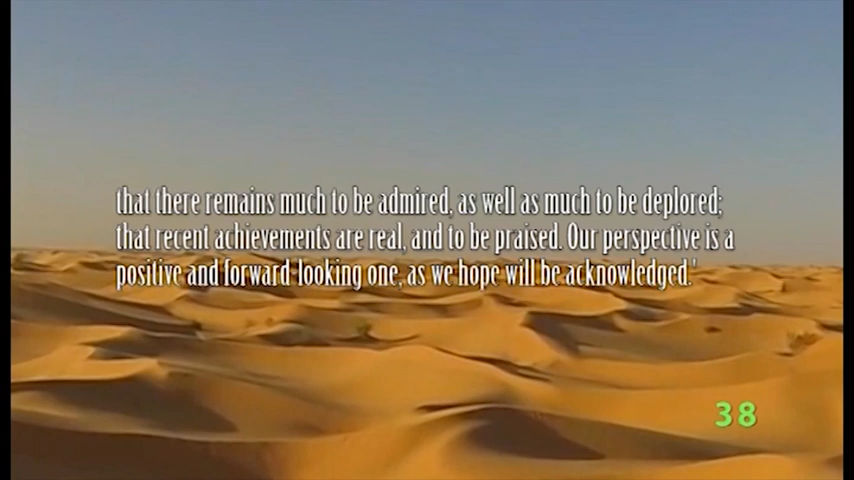 that there remains much to be admired, as well as much to be deplored;
that recent achievements are real, and to be praised. Our perspective is a
positive and forward looking one, as we hope will be acknowledged.'
38